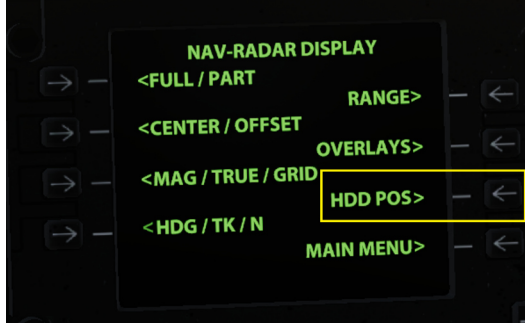 NAV-RADAR DISPLAY
<FULL / PART
RANGE>
<CENTER / OFFSET
OVERLAYS>
<MAG / TRUE / GRID
HDD POS>
<HDG / TK / N
MAIN MENU>